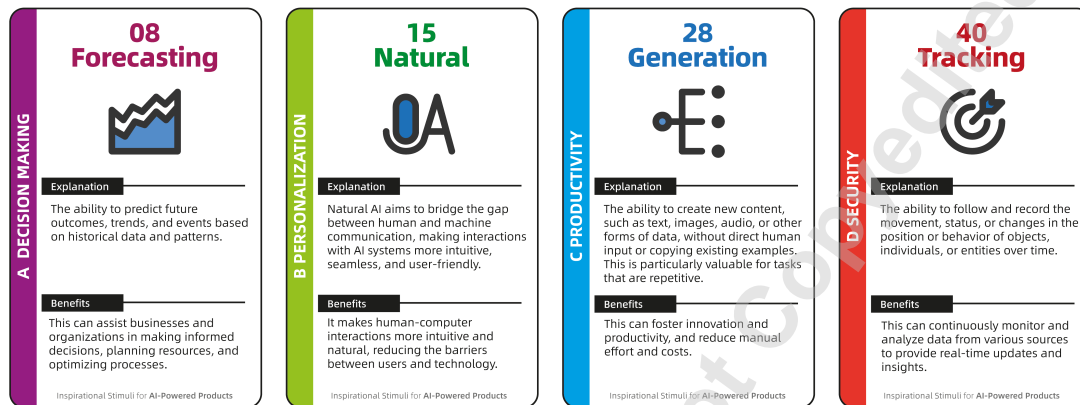 A DECISION MAKING
08
Forecasting
Explanation
The ability to predict future
outcomes, trends, and events based
on historical data and patterns.
Benefits
This can assist businesses and
organizations in making informed
decisions, planning resources, and
optimizing processes.
Inspirational Stimuli for AI-Powered Products
B PERSONALIZATION
15
Natural
Explanation
Natural AI aims to bridge the gap
between human and machine
communication, making interactions
with AI systems more intuitive,
seamless, and user-friendly.
Benefits
It makes human-computer
interactions more intuitive and
natural, reducing the barriers
between users and technology.
Inspirational Stimuli for AI-Powered Products
C PRODUCTIVITY
28
Generation
Explanation
The ability to create new content,
such as text, images, audio, or other
forms of data, without direct human
input or copying existing examples.
This is particularly valuable for tasks
that are repetitive.
Benefits
This can foster innovation and
productivity, and reduce manual
effort and costs.
Inspirational Stimuli for AI-Powered Products
D SECURITY
40
Tracking
Explanation
The ability to follow and record the
movement, status, or changes in the
position or behavior of objects,
individuals, or entities over time.
Benefits
This can continuously monitor and
analyze data from various sources
to provide real-time updates and
insights.
Inspirational Stimuli for AI-Powered Products